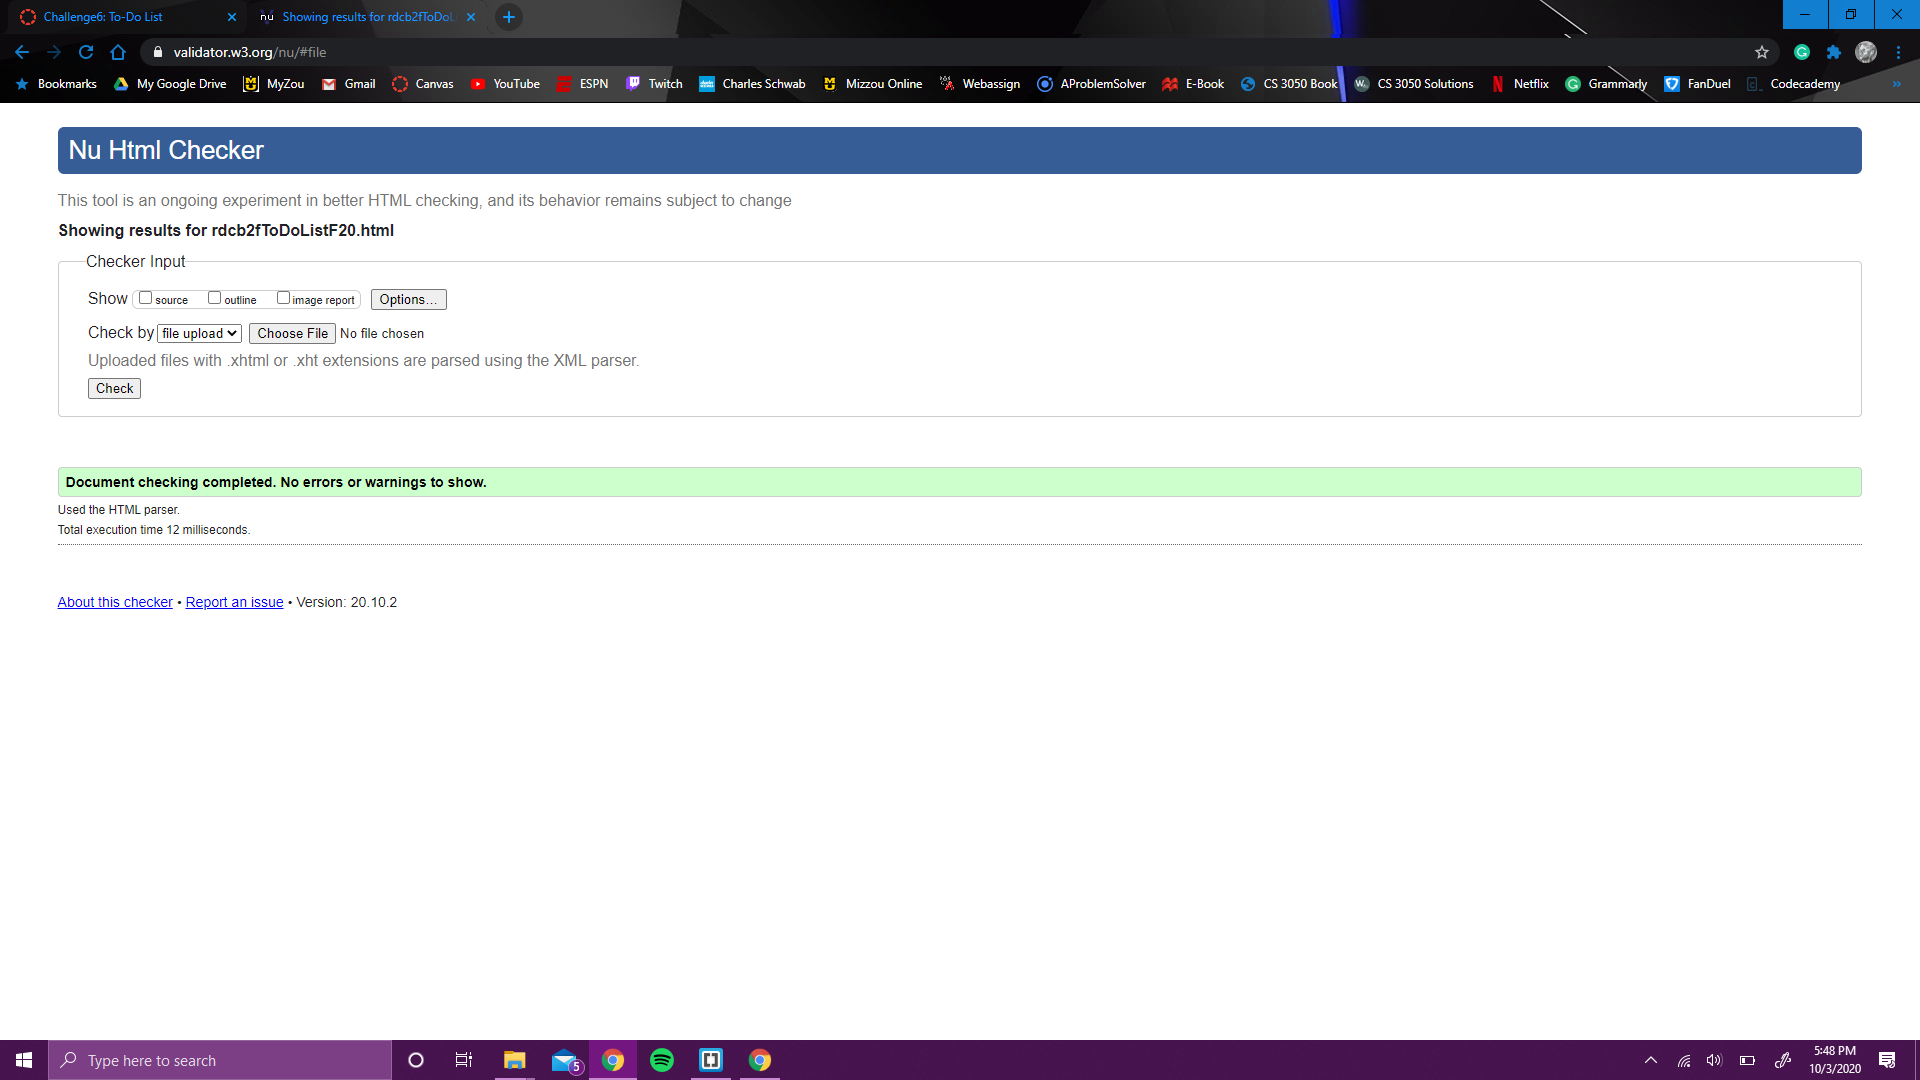 Challenge6: To-Do List
Showing results for rdcb2fToDoL
validator.w3.org/nu/#file
Bookmarks My Google Drive MyZou Gmail Canvas YouTube ESPN Twitch Charles Schwab Mizzou Online Webassign AProblemSolver E-Book CS 3050 Book CS 3050 Solutions Netflix Grammarly FanDuel Codecademy »
Nu Html Checker
This tool is an ongoing experiment in better HTML checking, and its behavior remains subject to change
Showing results for rdcb2fToDoListF20.html
Checker Input
Show source outline image report Options...
Check by file upload Choose File No file chosen
Uploaded files with .xhtml or .xht extensions are parsed using the XML parser.
Check
Document checking completed. No errors or warnings to show.
Used the HTML parser.
Total execution time 12 milliseconds.
About this checker • Report an issue • Version: 20.10.2
Type here to search
5
5:48 PM
10/3/2020